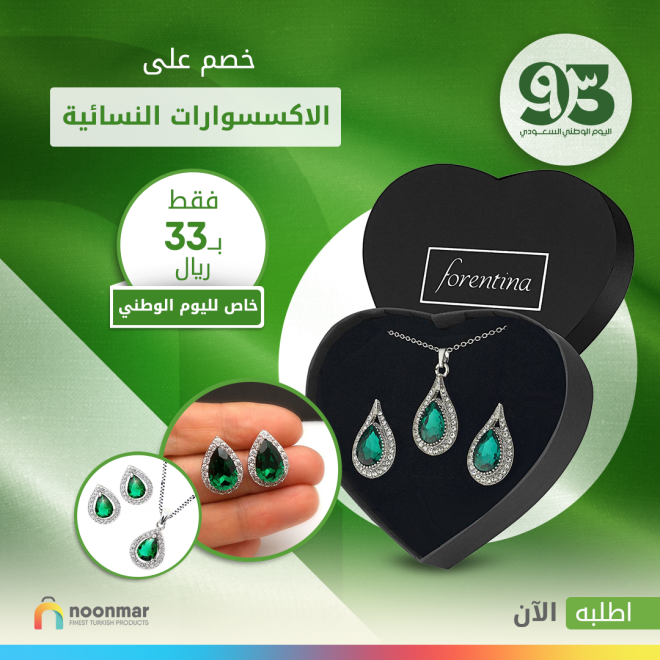 خصم على
الاكسسوارات النسائية
93
اليوم الوطني السعودي
فقط
بـ33
ريال
خاص لليوم الوطني
forentina
noonmar
FINEST TURKISH PRODUCTS
اطلبه الآن